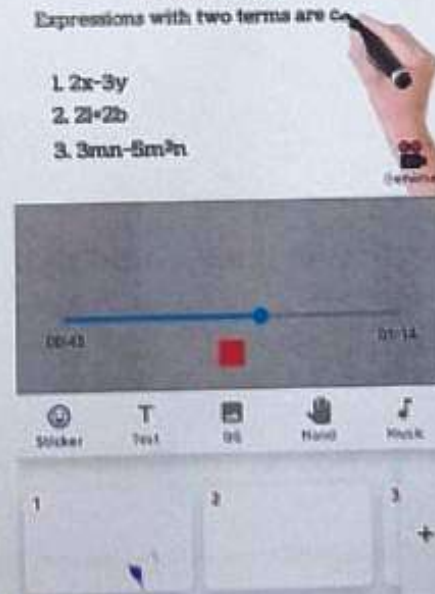 Expressions with two terms are c
1. 2x-3y
2. 2l+2b
3. 3mn-5m²n
00:43
01:14
Sticker
Text
BG
Hand
Music
1
2
3
+